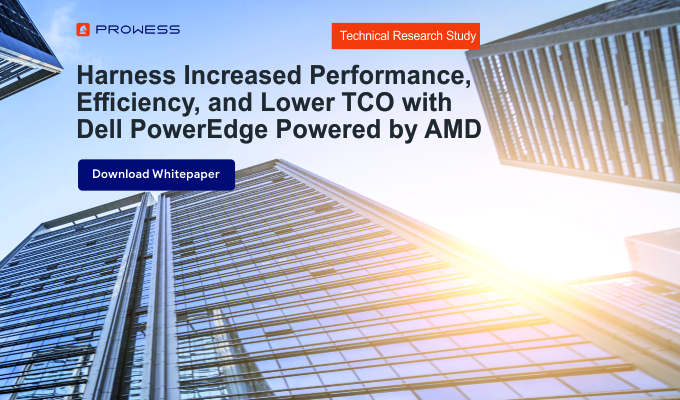 PROWESS
Technical Research Study
Harness Increased Performance,
Efficiency, and Lower TCO with
Dell PowerEdge Powered by AMD
Download Whitepaper